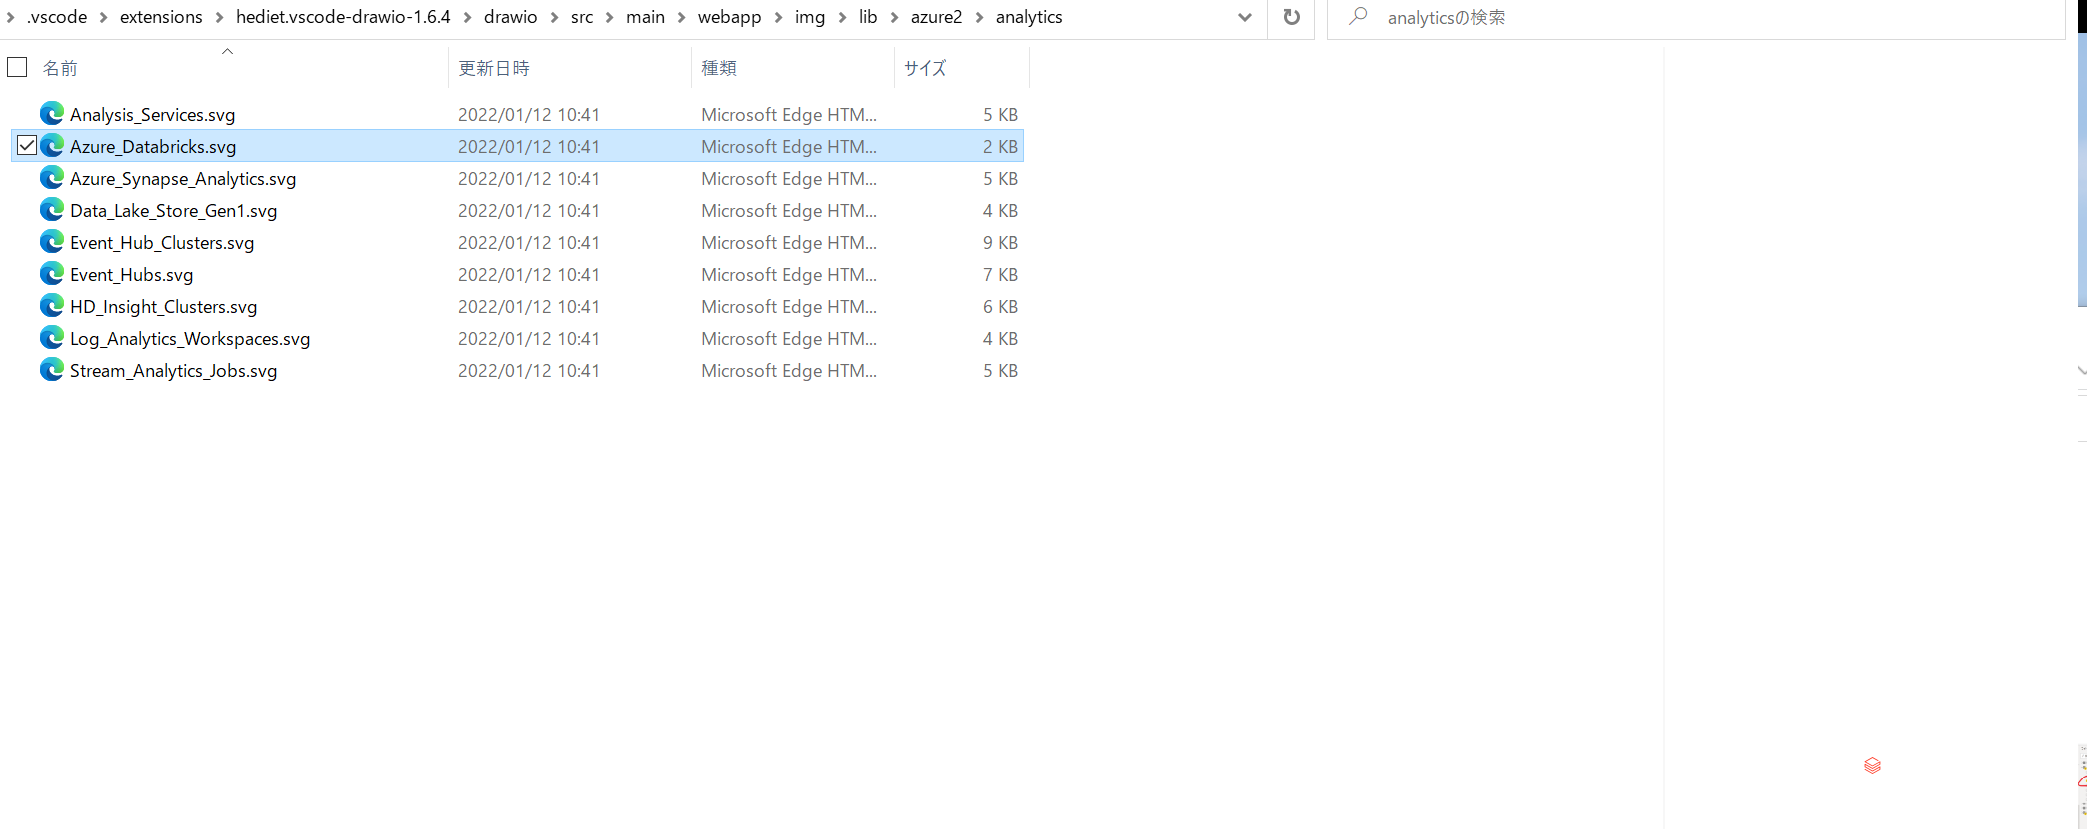 .vscode > extensions > hediet.vscode-drawio-1.6.4 > drawio > src > main > webapp > img > lib > azure2 > analytics
analyticsの検索
名前 更新日時 種類 サイズ
Analysis_Services.svg 2022/01/12 10:41 Microsoft Edge HTM... 5 KB
Azure_Databricks.svg 2022/01/12 10:41 Microsoft Edge HTM... 2 KB
Azure_Synapse_Analytics.svg 2022/01/12 10:41 Microsoft Edge HTM... 5 KB
Data_Lake_Store_Gen1.svg 2022/01/12 10:41 Microsoft Edge HTM... 4 KB
Event_Hub_Clusters.svg 2022/01/12 10:41 Microsoft Edge HTM... 9 KB
Event_Hubs.svg 2022/01/12 10:41 Microsoft Edge HTM... 7 KB
HD_Insight_Clusters.svg 2022/01/12 10:41 Microsoft Edge HTM... 6 KB
Log_Analytics_Workspaces.svg 2022/01/12 10:41 Microsoft Edge HTM... 4 KB
Stream_Analytics_Jobs.svg 2022/01/12 10:41 Microsoft Edge HTM... 5 KB